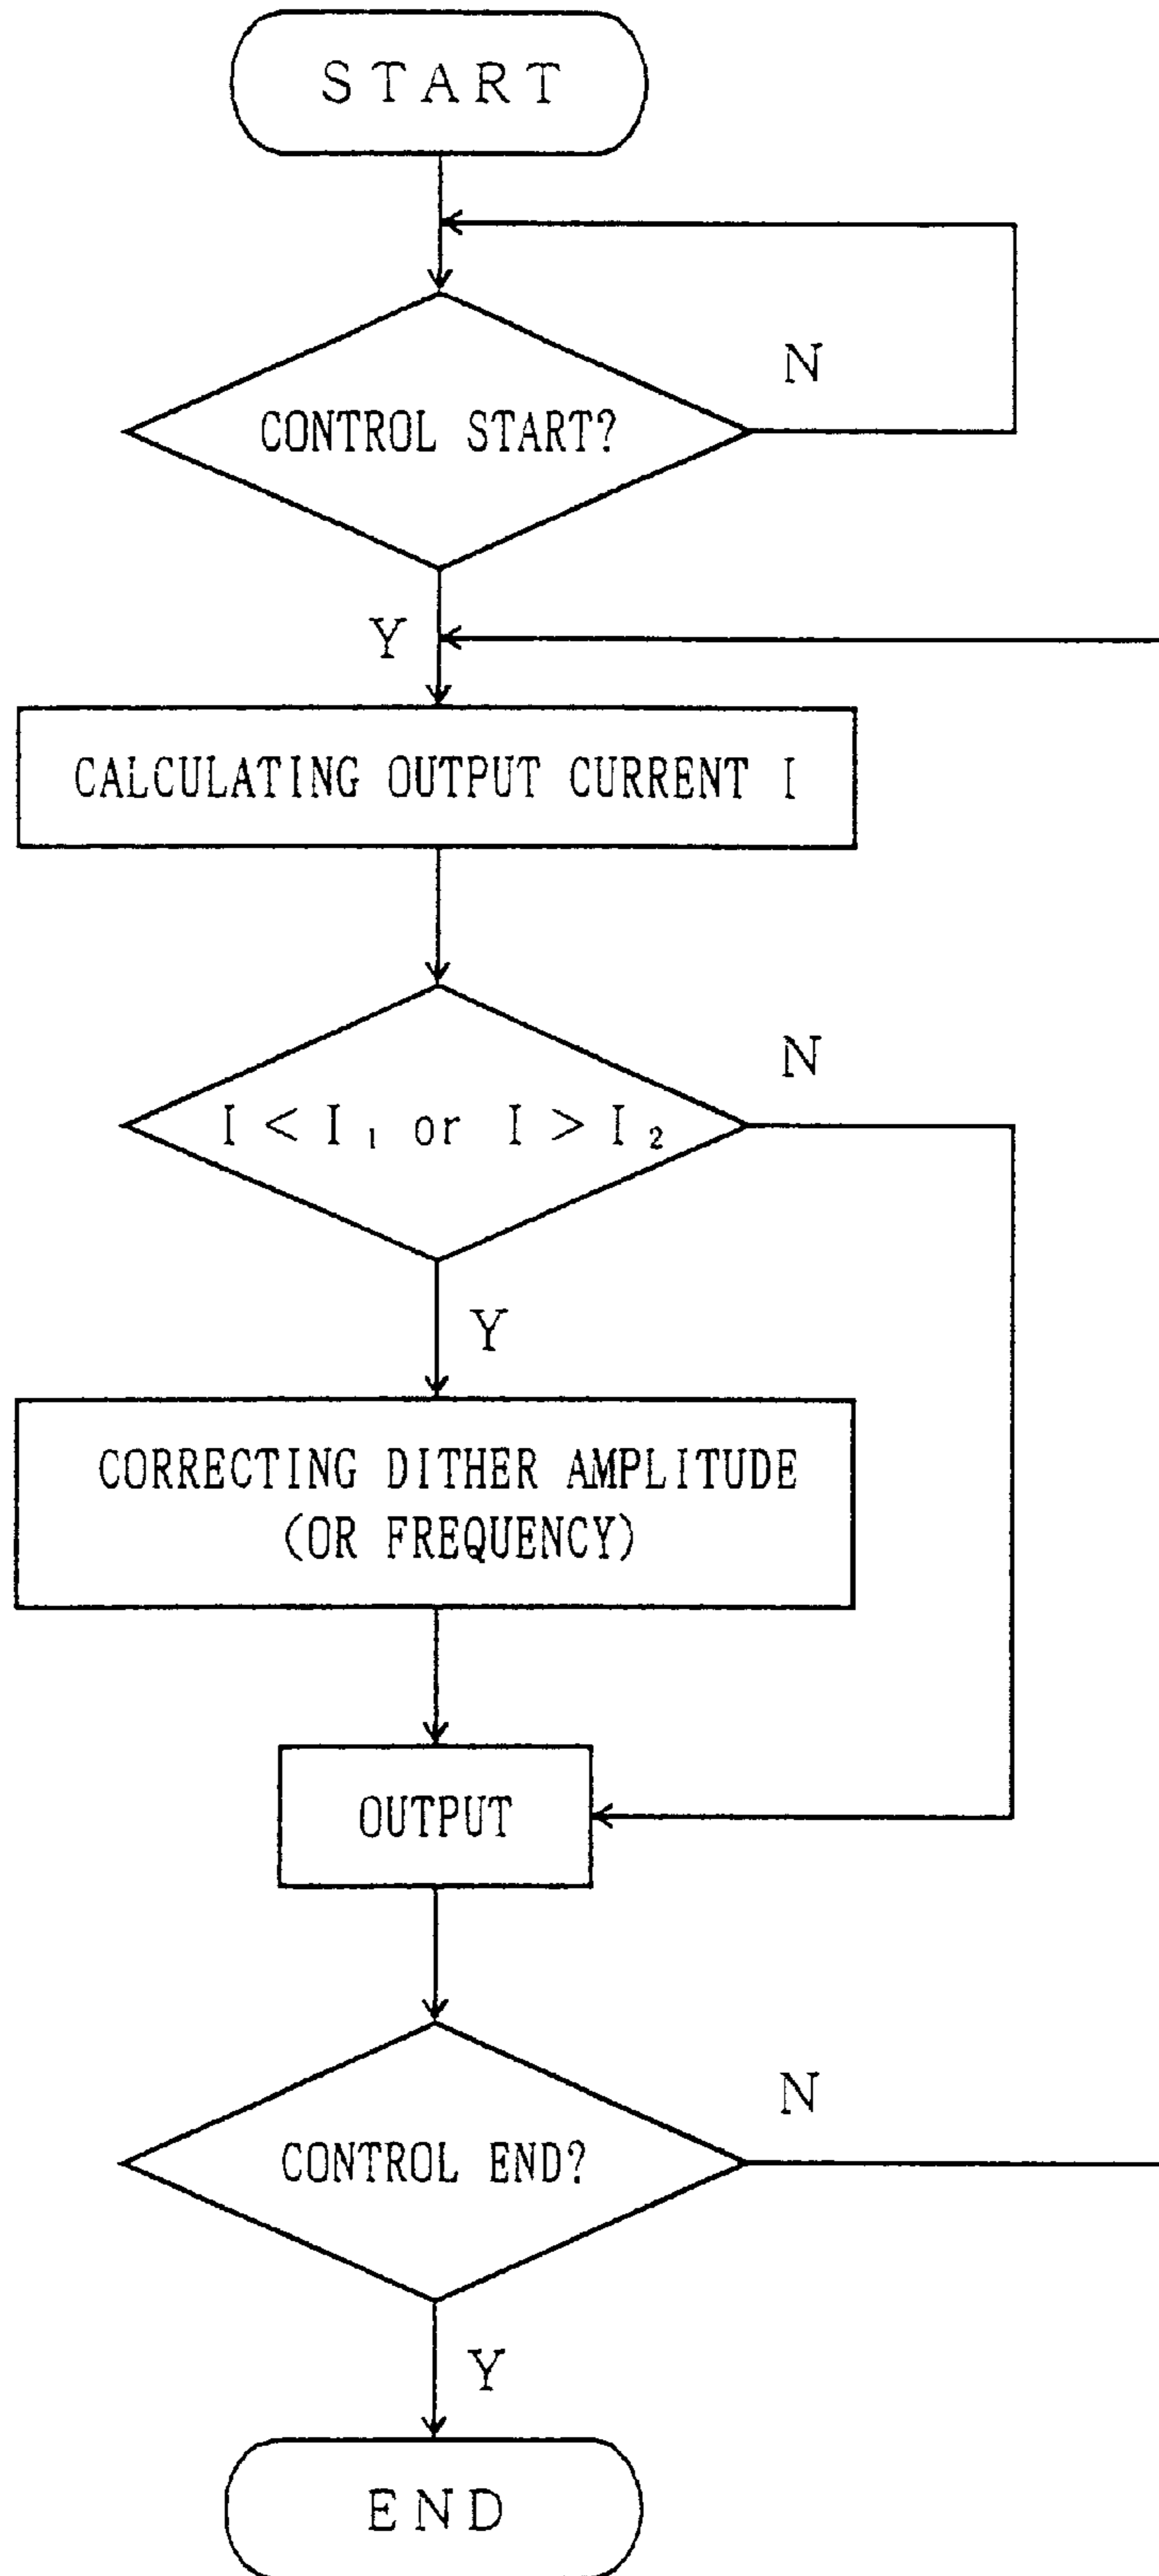 START
N
CONTROL START?
Y
CALCULATING OUTPUT CURRENT I
N
I < I₁ or I > I₂
Y
CORRECTING DITHER AMPLITUDE
(OR FREQUENCY)
OUTPUT
N
CONTROL END?
Y
END